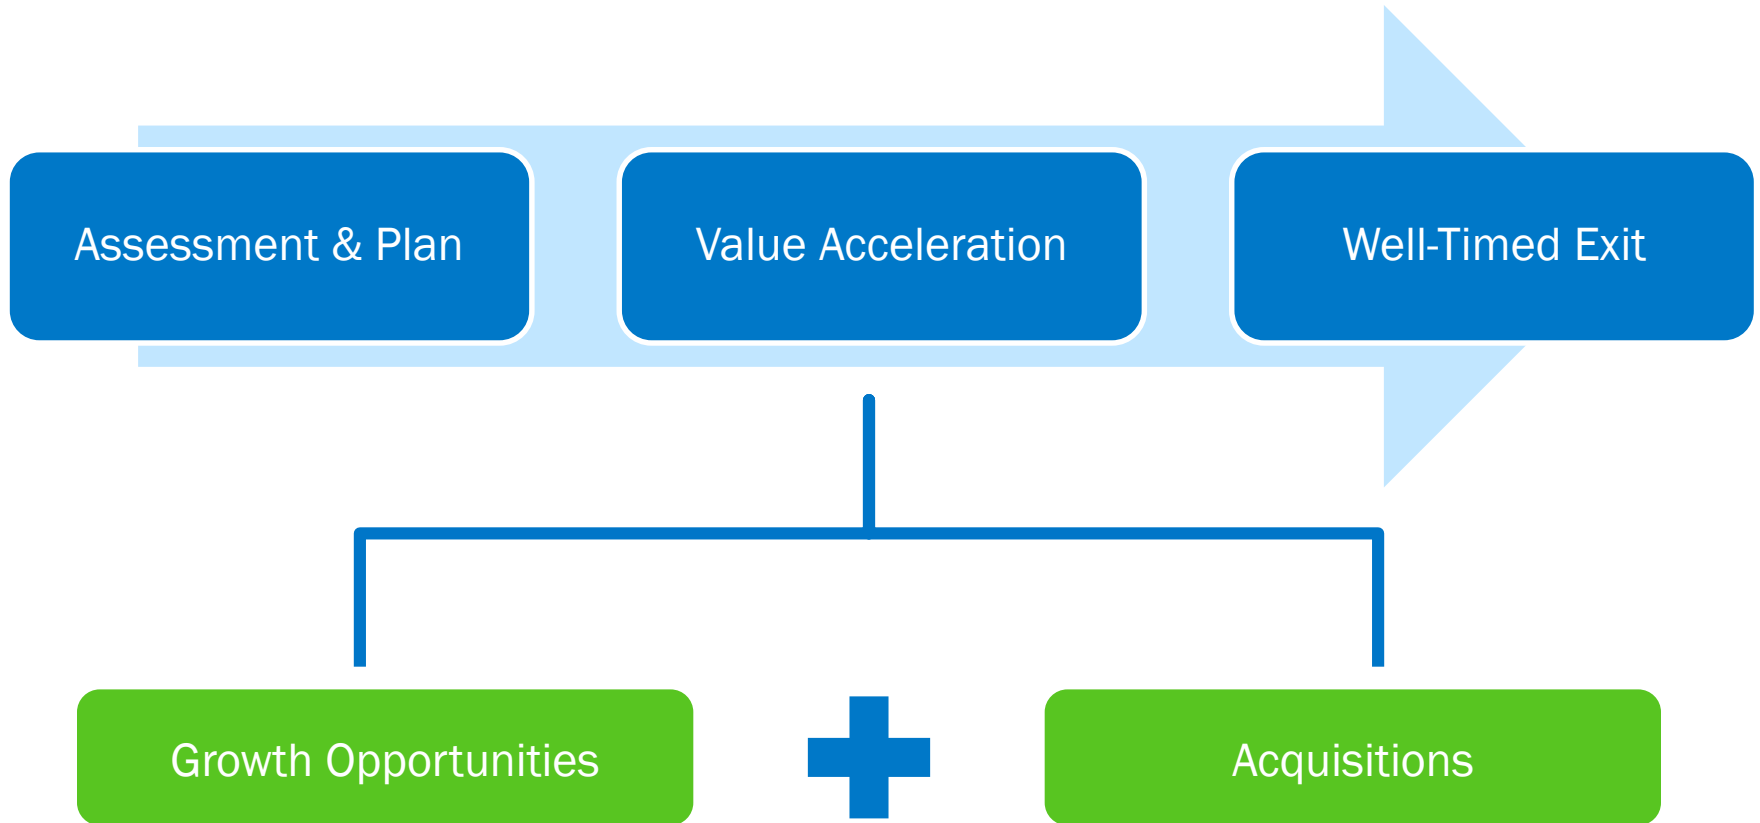 Assessment & Plan
Value Acceleration
Well-Timed Exit
Growth Opportunities
Acquisitions